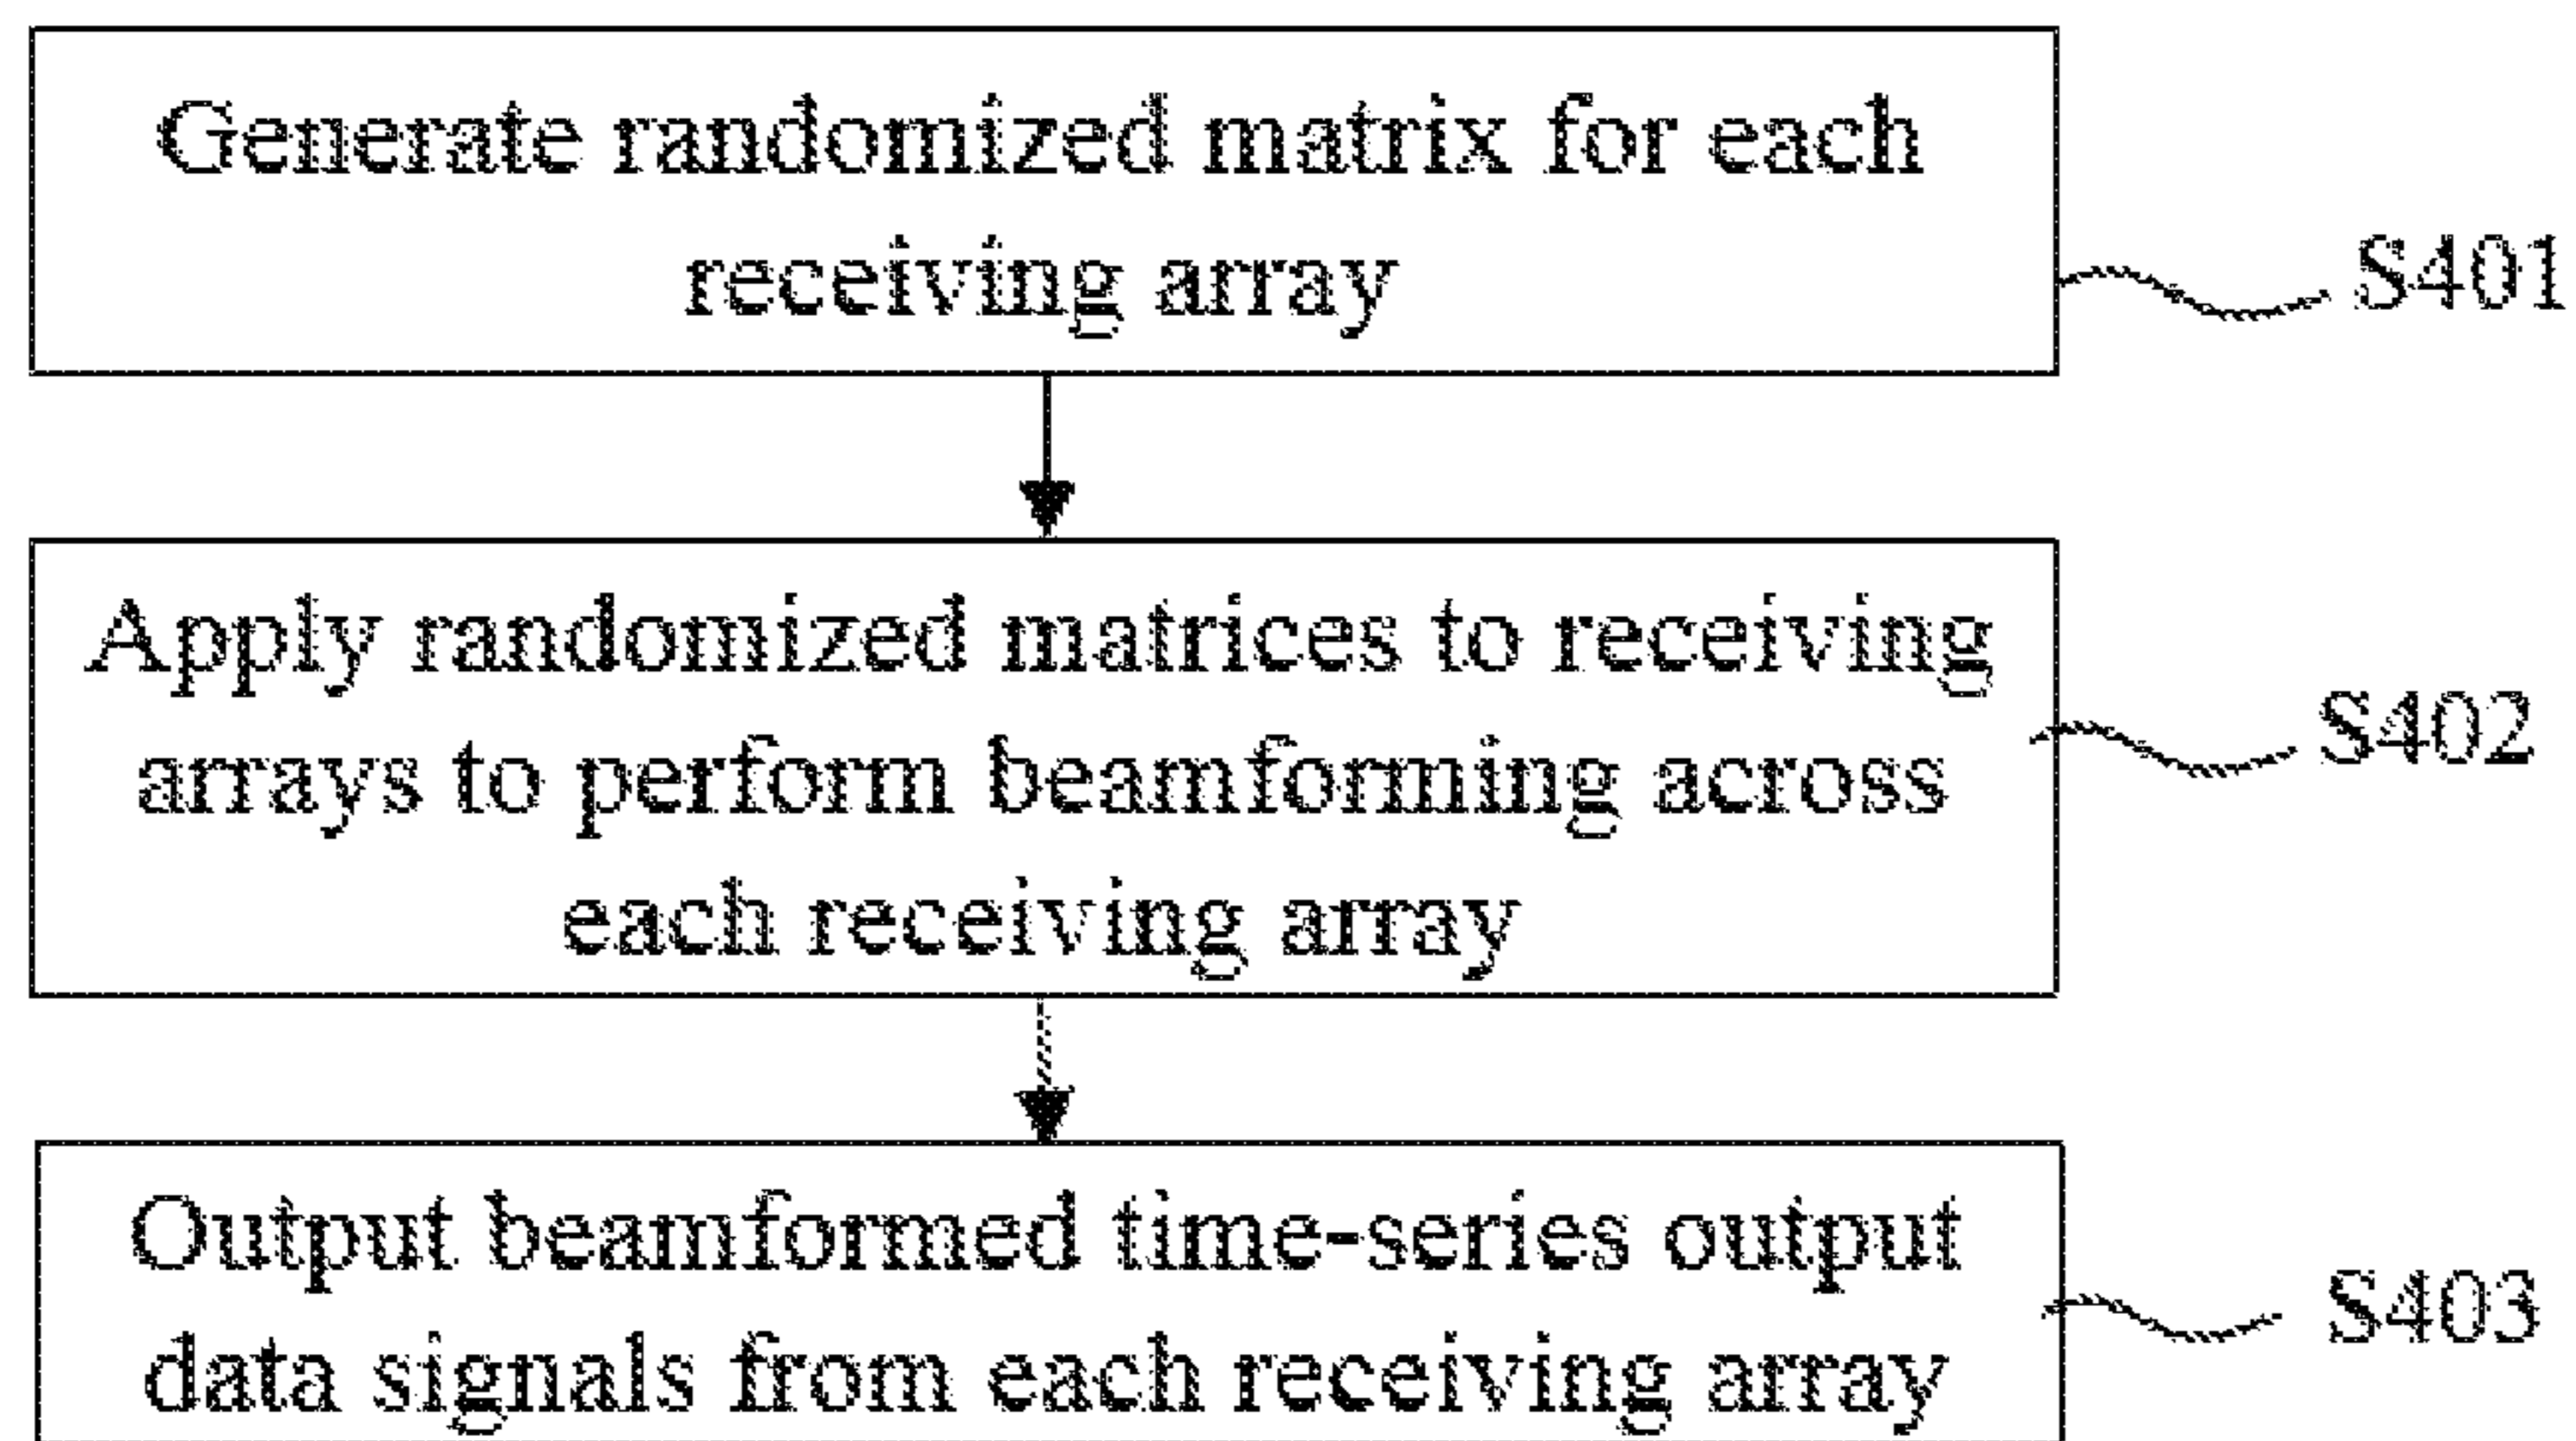 Generate randomized matrix for each
receiving array
S401
Apply randomized matrices to receiving
arrays to perform beamforming across
each receiving array
S402
Output beamformed time-series output
data signals from each receiving array
S403